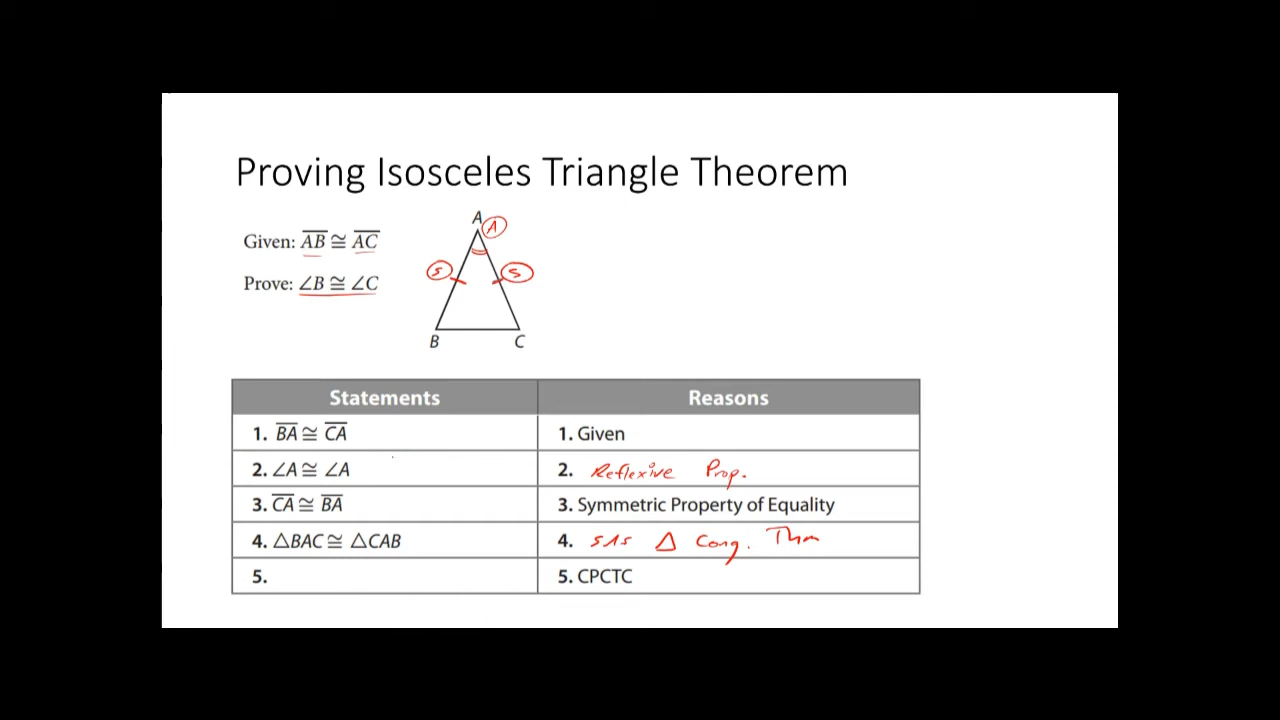 Proving Isosceles Triangle Theorem
A
A
Given: AB ≅ AC
S S
Prove: ∠B ≅ ∠C
B C
Statements Reasons
1. BA ≅ CA 1. Given
2. ∠A ≅ ∠A 2. Reflexive Prop.
3. CA ≅ BA 3. Symmetric Property of Equality
4. △BAC ≅ △CAB 4. SAS △ Cong. Thm
5. 5. CPCTC